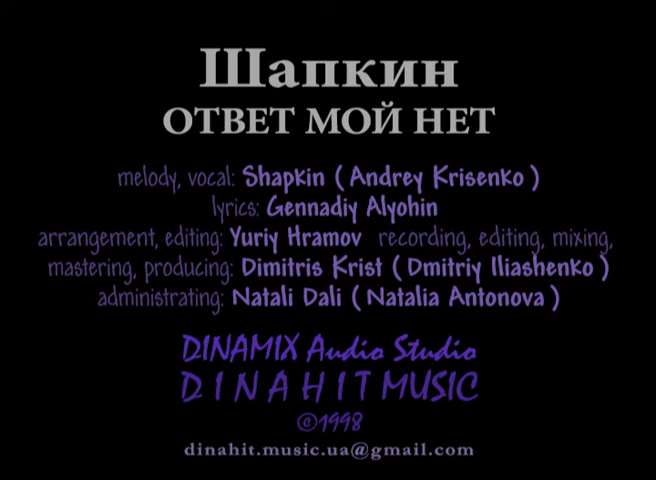 Шапкин
ОТВЕТ МОЙ НЕТ
melody, vocal: Shapkin ( Andrey Krisenko )
lyrics: Gennadiy Alyohin
arrangement, editing: Yuriy Hramov recording, editing, mixing,
mastering, producing: Dimitris Krist ( Dmitriy Iliashenko )
administrating: Natali Dali ( Natalia Antonova )
DINAMIX Audio Studio
D I N A H I T MUSIC
©1998
dinahit.music.ua@gmail.com